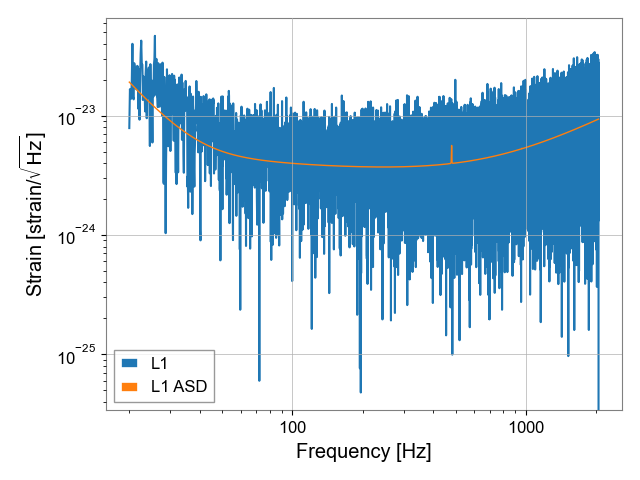 10⁻²³
10⁻²⁴
10⁻²⁵
Strain [strain/√Hz]
L1
L1 ASD
100
1000
Frequency [Hz]